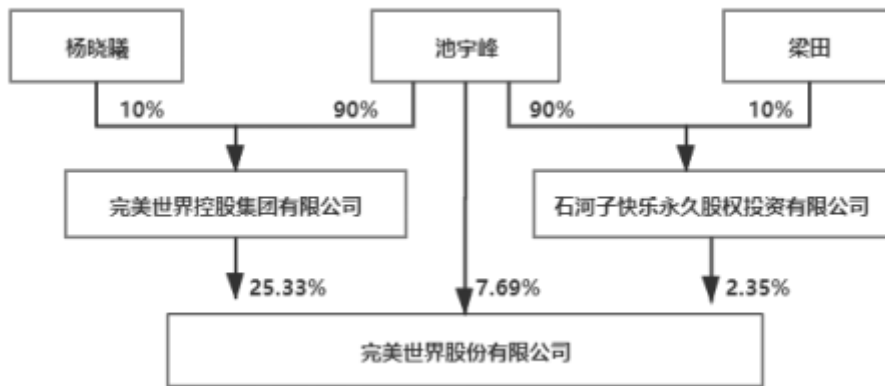 杨晓曦
池宇峰
梁田
10%
90%
90%
10%
完美世界控股集团有限公司
石河子快乐永久股权投资有限公司
25.33%
7.69%
2.35%
完美世界股份有限公司